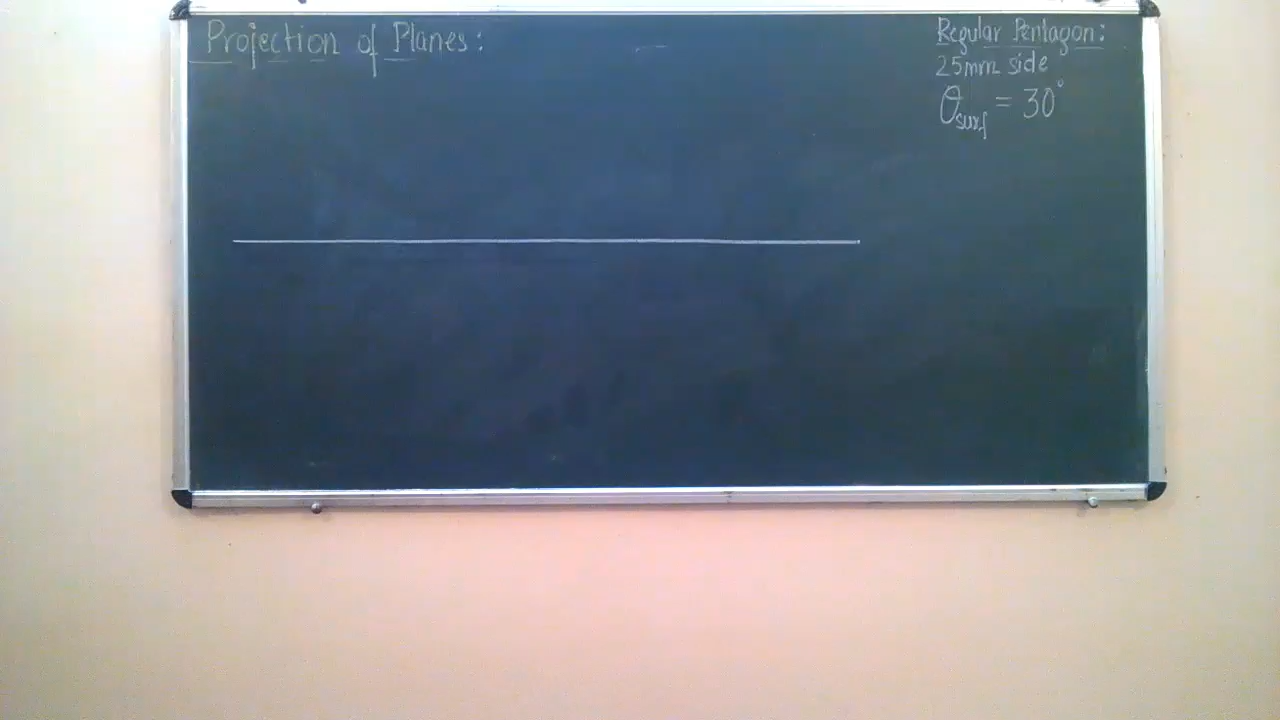 Projection of Planes:
Regular Pentagon:
25mm side
θsurf = 30°